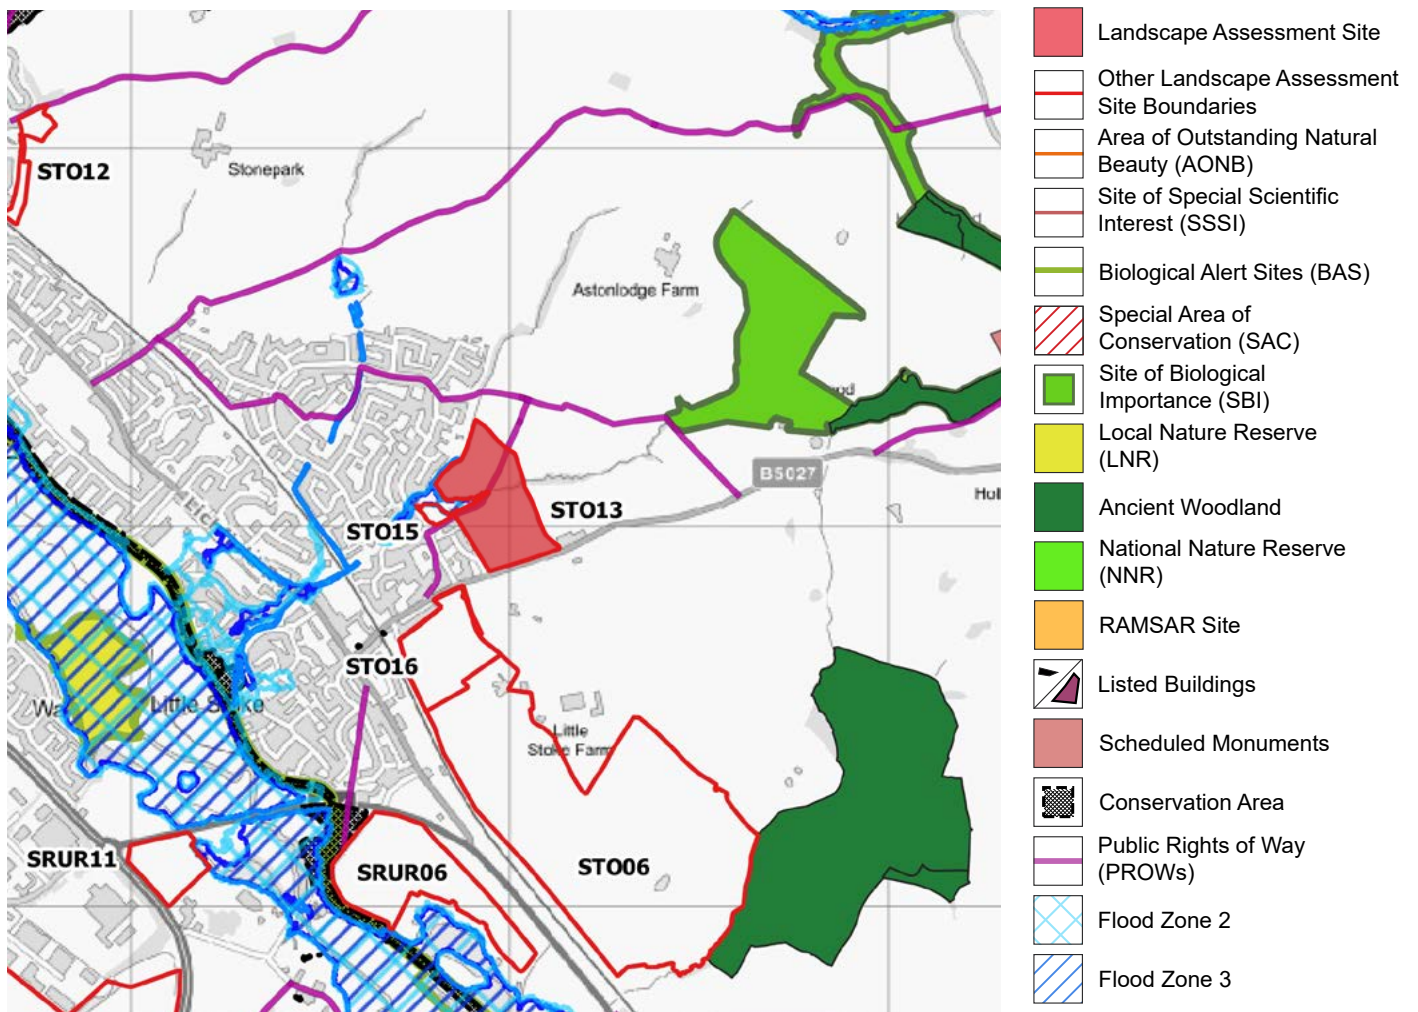 STO12
Stonepark
Astonlodge Farm
B5027
STO13
STO15
STO16
Little Stoke
Little
Stoke Farm
SRUR11
SRUR06
STO06
Landscape Assessment Site
Other Landscape Assessment
Site Boundaries
Area of Outstanding Natural
Beauty (AONB)
Site of Special Scientific
Interest (SSSI)
Biological Alert Sites (BAS)
Special Area of
Conservation (SAC)
Site of Biological
Importance (SBI)
Local Nature Reserve
(LNR)
Ancient Woodland
National Nature Reserve
(NNR)
RAMSAR Site
Listed Buildings
Scheduled Monuments
Conservation Area
Public Rights of Way
(PROWs)
Flood Zone 2
Flood Zone 3